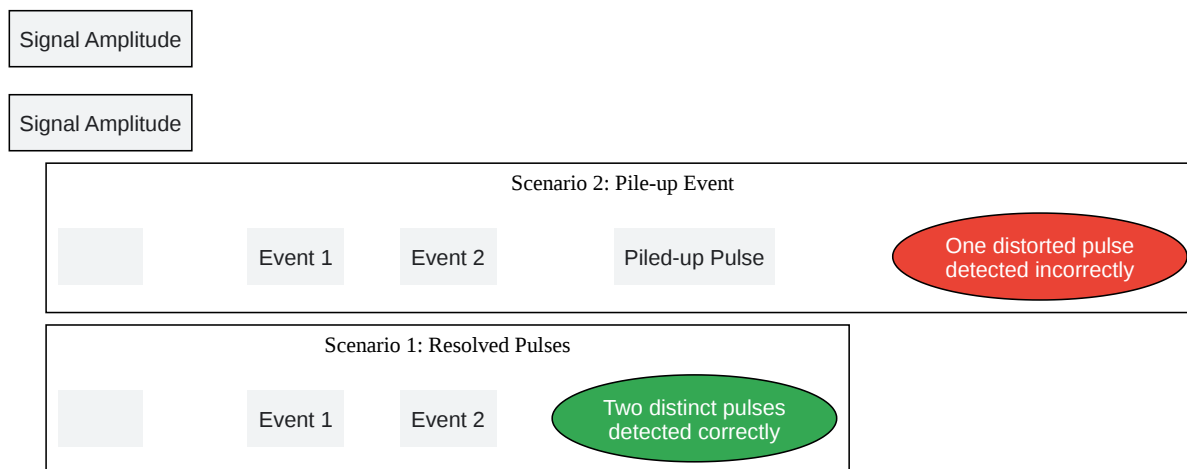 Signal Amplitude
Signal Amplitude
Scenario 2: Pile-up Event
Event 1
Event 2
Piled-up Pulse
One distorted pulse
detected incorrectly
Scenario 1: Resolved Pulses
Event 1
Event 2
Two distinct pulses
detected correctly